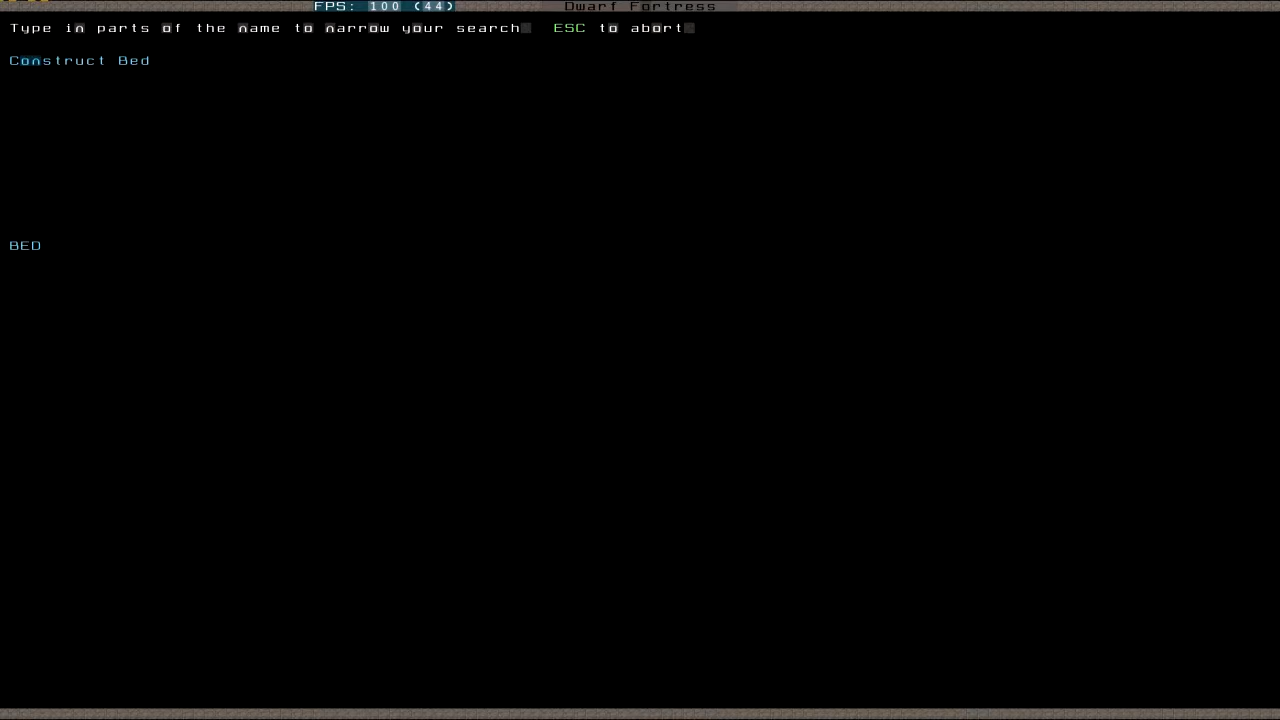 FPS: 100 (44) Dwarf Fortress
Type in parts of the name to narrow your search ESC to abort
Construct Bed
BED